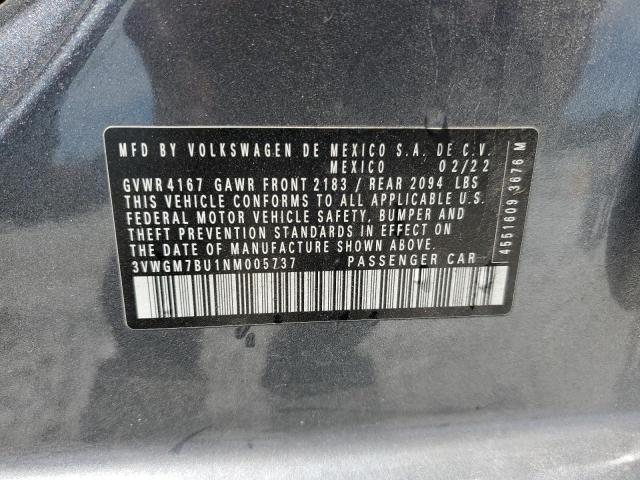 MFD BY VOLKSWAGEN DE MEXICO S.A. DE C.V.
MEXICO 02/22
GVWR 4167 GAWR FRONT 2183 / REAR 2094 LBS
THIS VEHICLE CONFORMS TO ALL APPLICABLE U.S.
FEDERAL MOTOR VEHICLE SAFETY, BUMPER AND
THEFT PREVENTION STANDARDS IN EFFECT ON
THE DATE OF MANUFACTURE SHOWN ABOVE.
3VWGM7BU1NM005737 PASSENGER CAR
4551609 3676 M